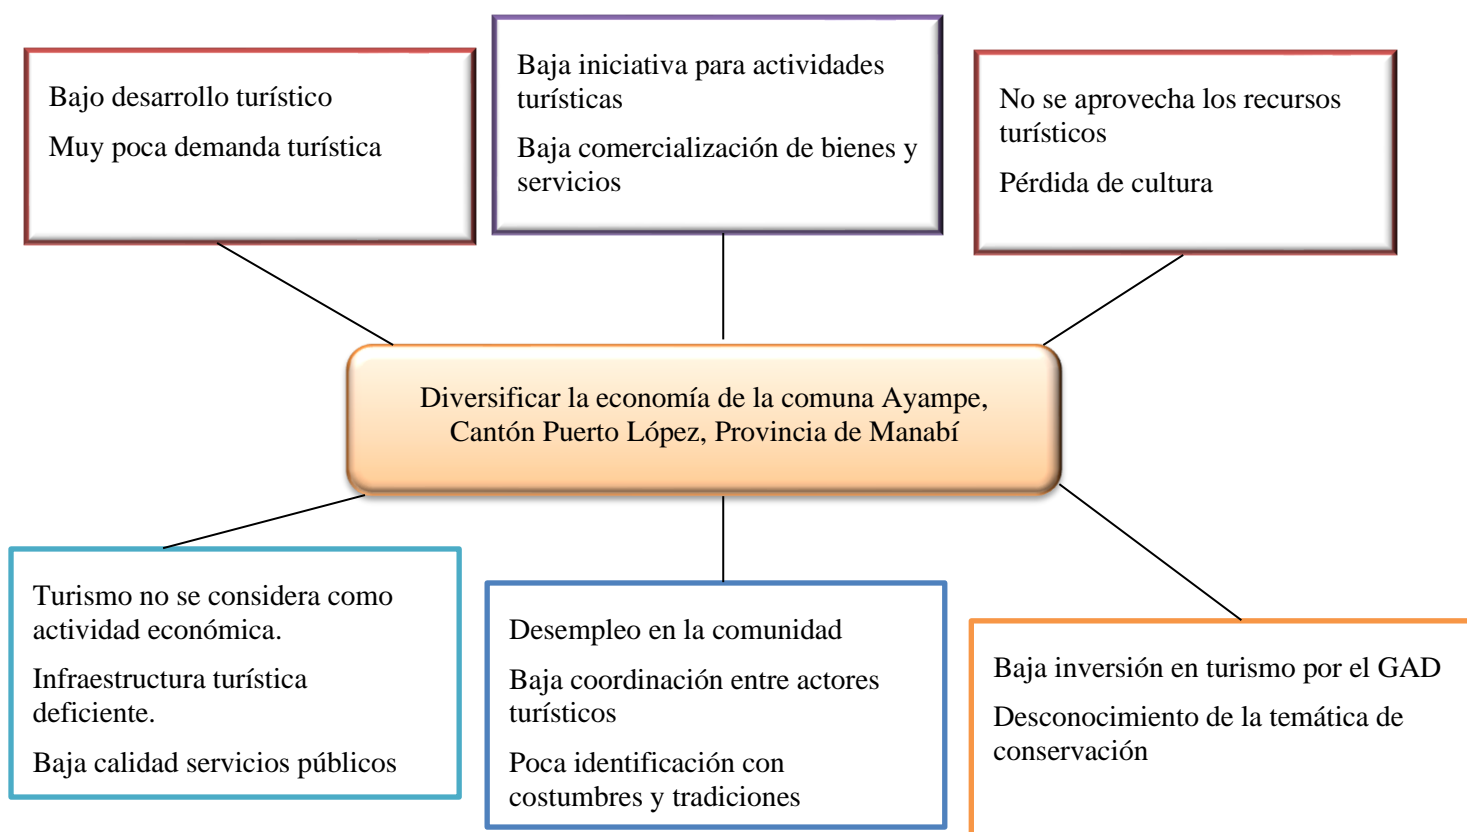 Bajo desarrollo turístico
Muy poca demanda turística
Baja iniciativa para actividades
turísticas
Baja comercialización de bienes y
servicios
No se aprovecha los recursos
turísticos
Pérdida de cultura
Diversificar la economía de la comuna Ayampe,
Cantón Puerto López, Provincia de Manabí
Turismo no se considera como
actividad económica.
Infraestructura turística
deficiente.
Baja calidad servicios públicos
Desempleo en la comunidad
Baja coordinación entre actores
turísticos
Poca identificación con
costumbres y tradiciones
Baja inversión en turismo por el GAD
Desconocimiento de la temática de
conservación